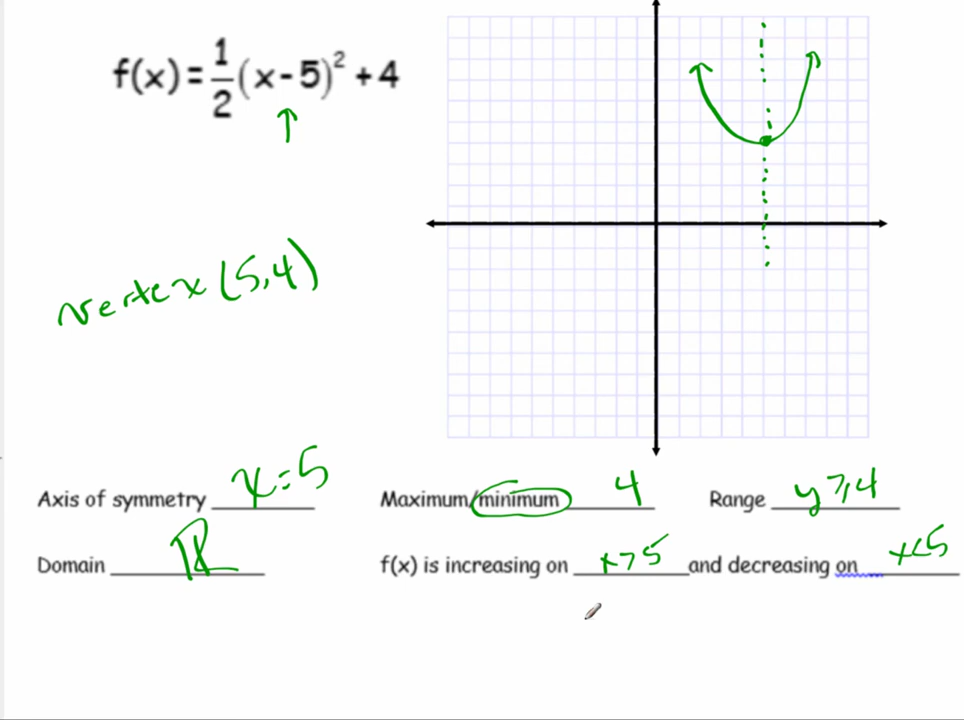 f(x) = 1/2 (x - 5)² + 4
vertex (5,4)
Axis of symmetry x=5 Maximum/minimum 4 Range y≥4
Domain ℝ f(x) is increasing on x>5 and decreasing on x<5